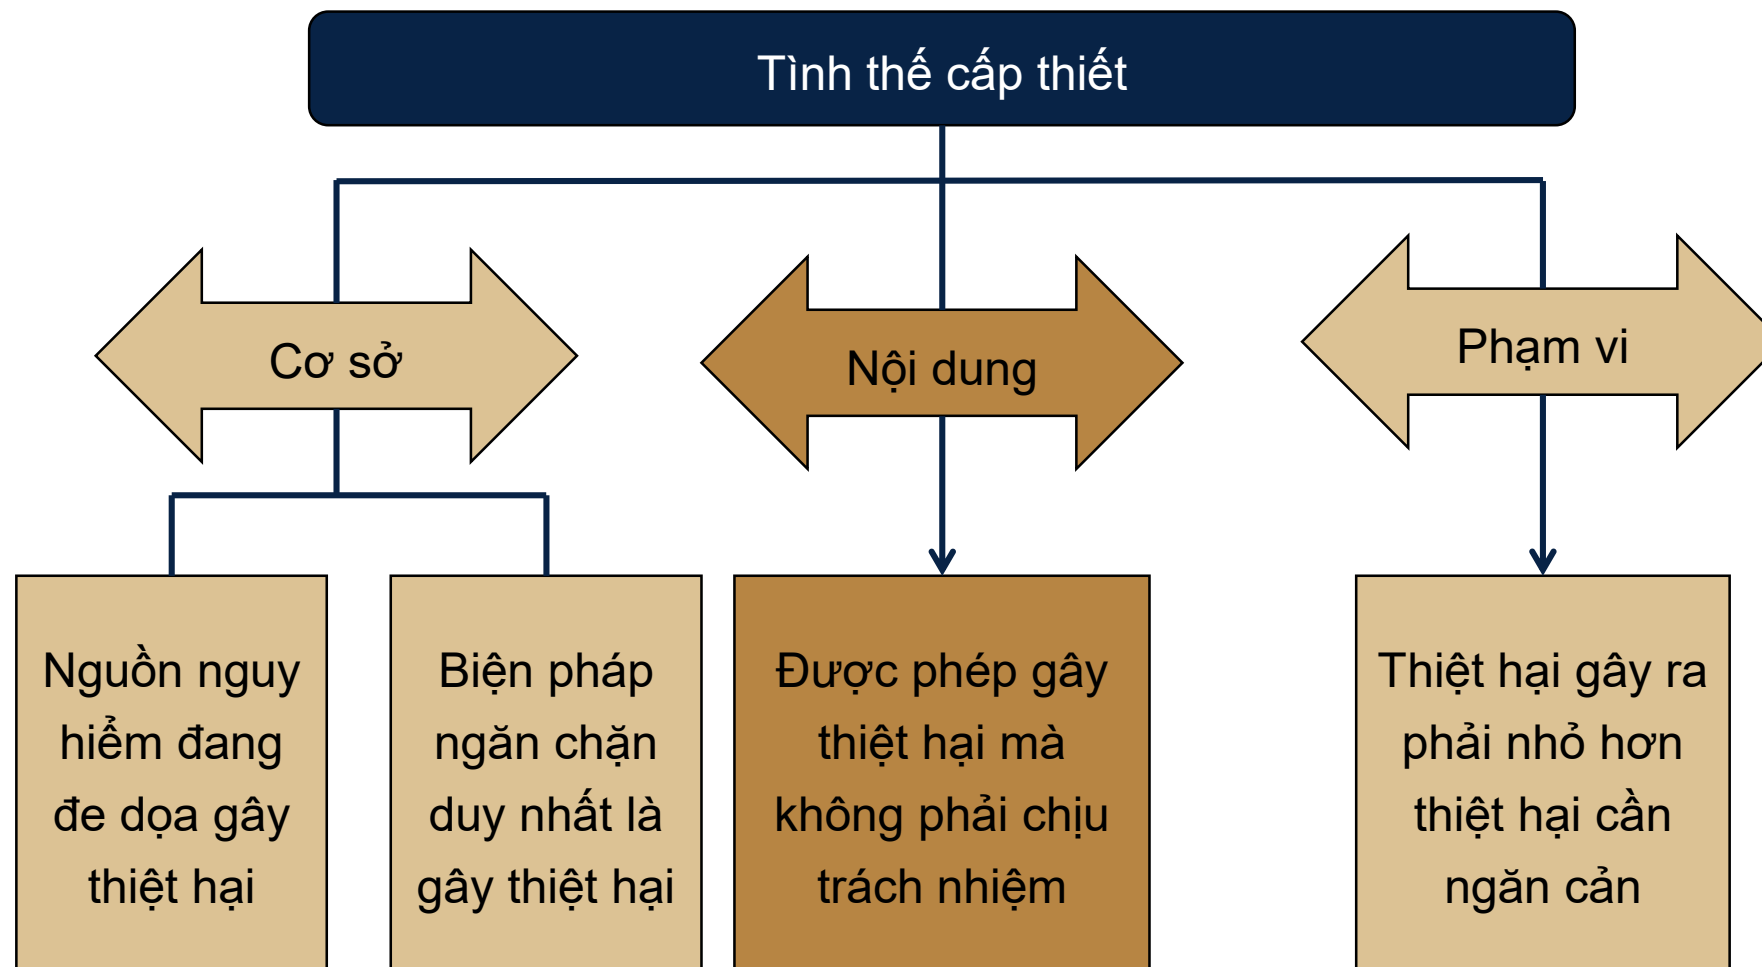 Tình thế cấp thiết
Cơ sở
Nội dung
Phạm vi
Nguồn nguy
hiểm đang
đe dọa gây
thiệt hại
Biện pháp
ngăn chặn
duy nhất là
gây thiệt hại
Được phép gây
thiệt hại mà
không phải chịu
trách nhiệm
Thiệt hại gây ra
phải nhỏ hơn
thiệt hại cần
ngăn cản